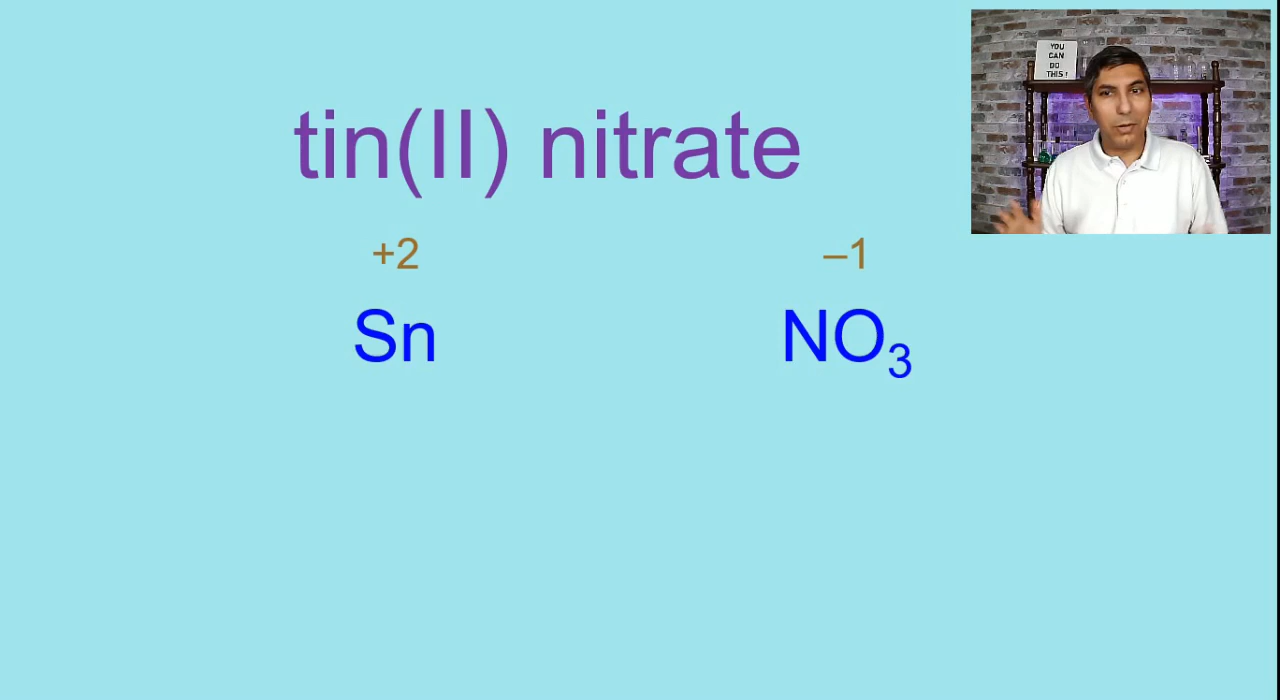 tin(II) nitrate
+2 –1
Sn NO₃
YOU
CAN
DO
THIS!